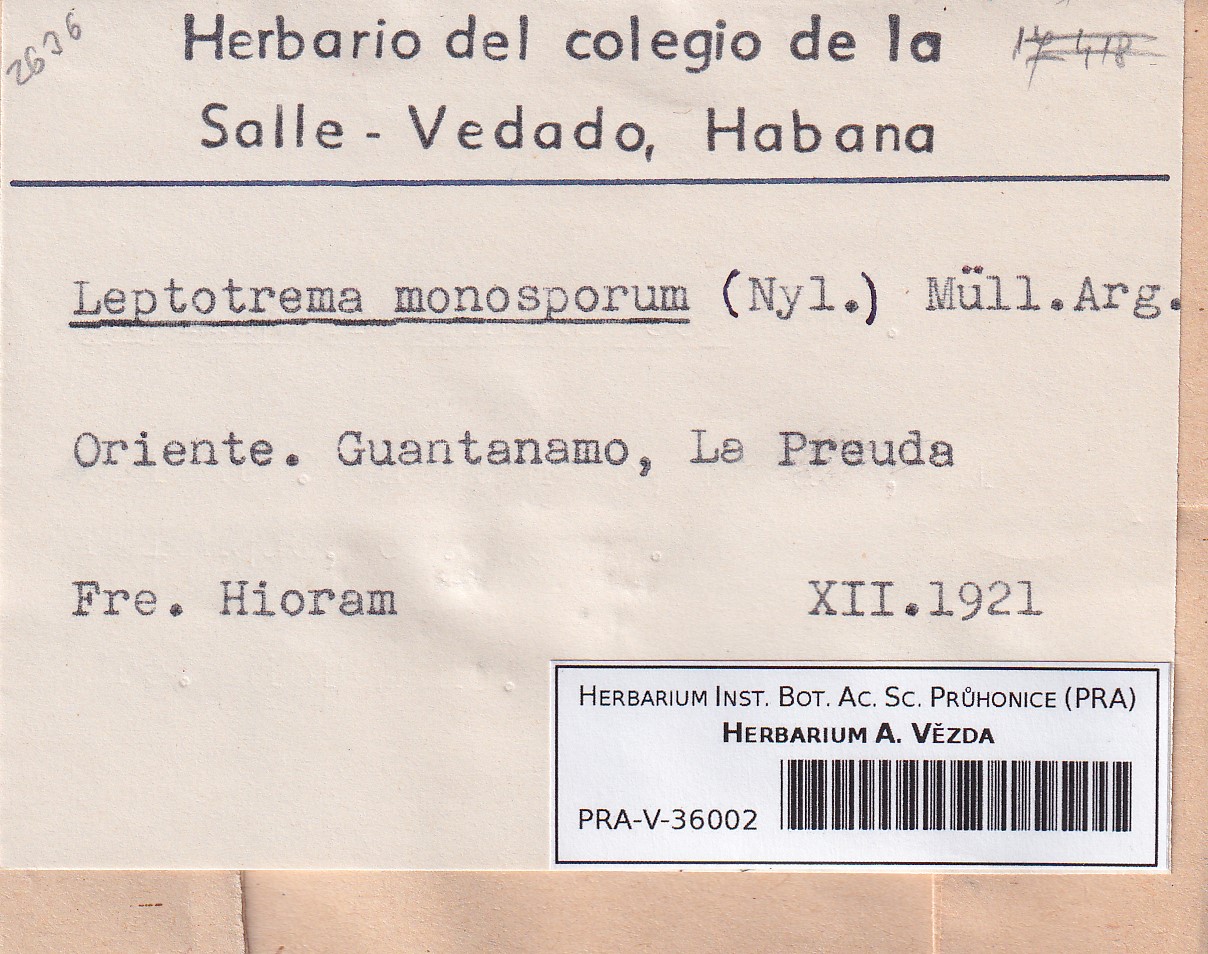 2636
Herbario del colegio de la
Salle - Vedado, Habana
Leptotrema monosporum (Nyl.) Müll.Arg.
Oriente. Guantanamo, La Preuda
Fre. Hioram XII.1921
HERBARIUM INST. BOT. AC. SC. PRŮHONICE (PRA)
HERBARIUM A. VĚZDA
PRA-V-36002